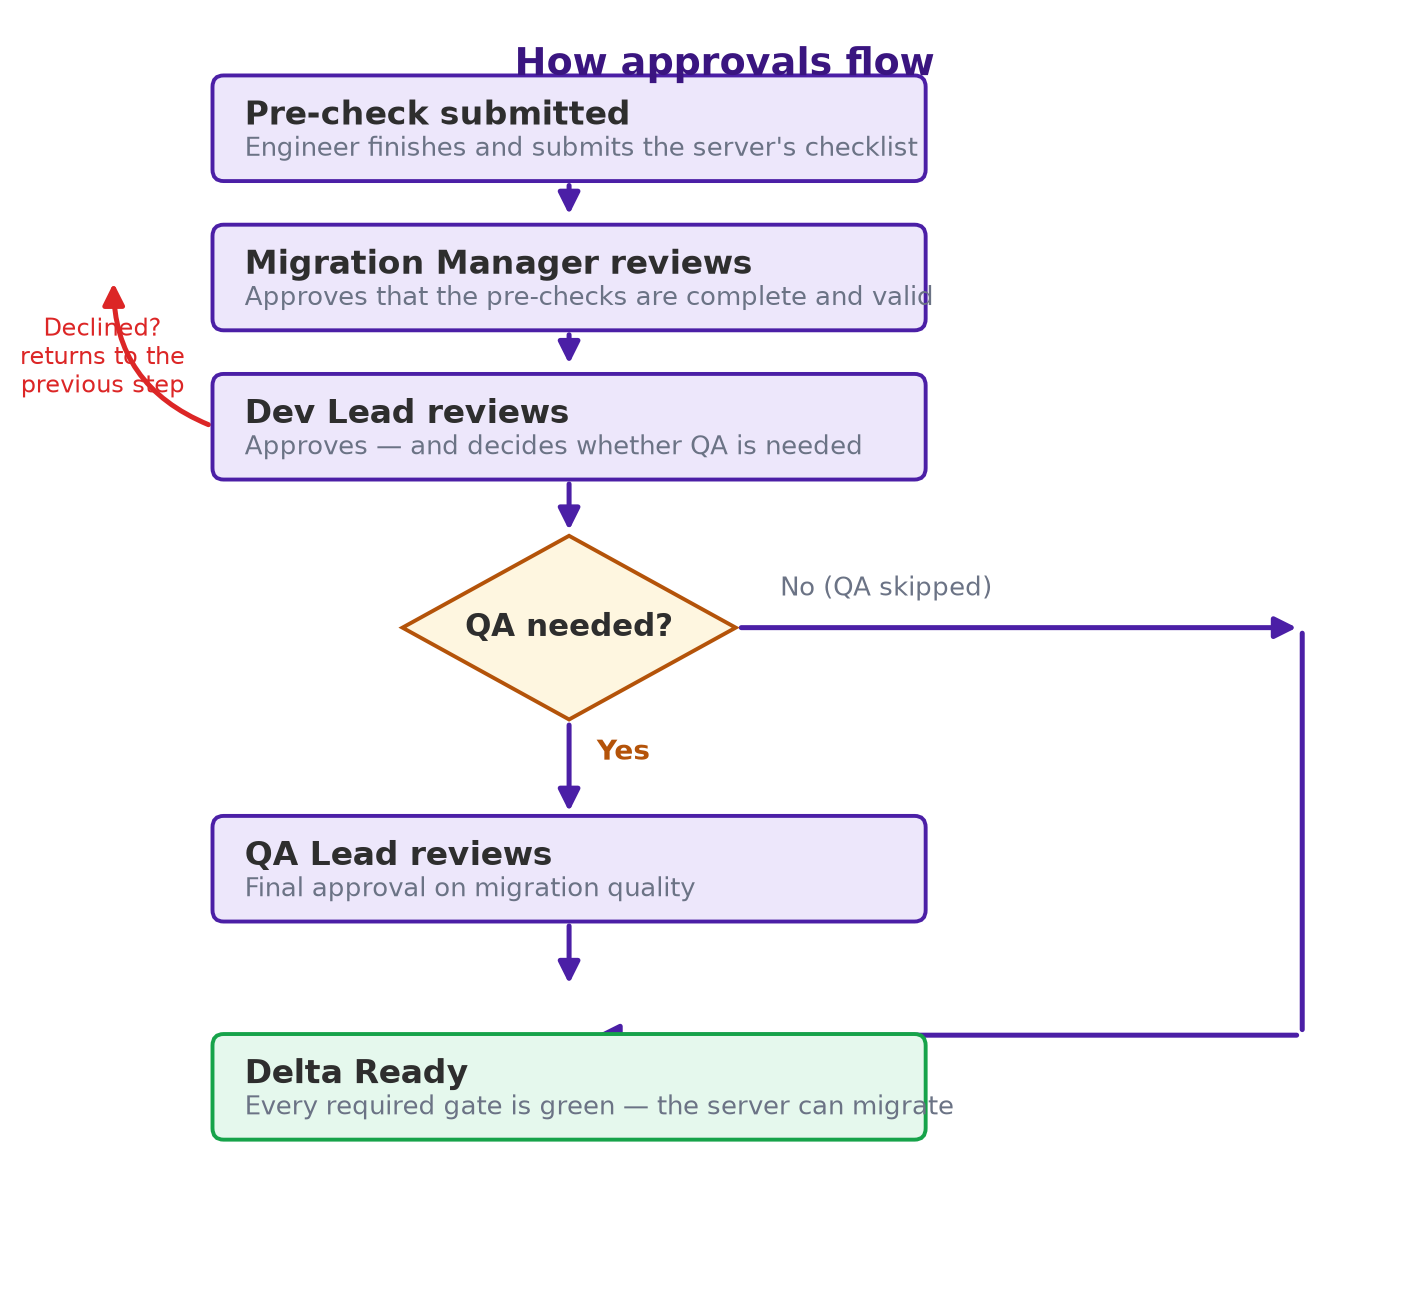 How approvals flow
Pre-check submitted
Engineer finishes and submits the server's checklist
Migration Manager reviews
Approves that the pre-checks are complete and valid
Declined?
returns to the
previous step
Dev Lead reviews
Approves — and decides whether QA is needed
No (QA skipped)
QA needed?
Yes
QA Lead reviews
Final approval on migration quality
Delta Ready
Every required gate is green — the server can migrate